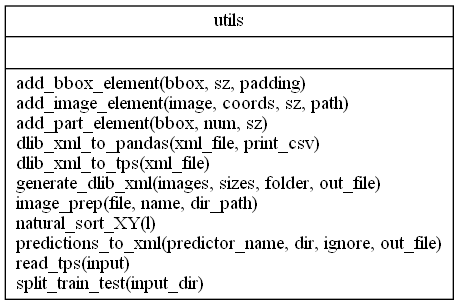 utils
add_bbox_element(bbox, sz, padding)
add_image_element(image, coords, sz, path)
add_part_element(bbox, num, sz)
dlib_xml_to_pandas(xml_file, print_csv)
dlib_xml_to_tps(xml_file)
generate_dlib_xml(images, sizes, folder, out_file)
image_prep(file, name, dir_path)
natural_sort_XY(l)
predictions_to_xml(predictor_name, dir, ignore, out_file)
read_tps(input)
split_train_test(input_dir)